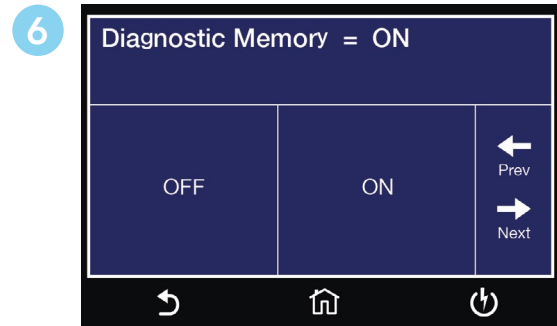 6
Diagnostic Memory = ON
OFF
ON
Prev
Next